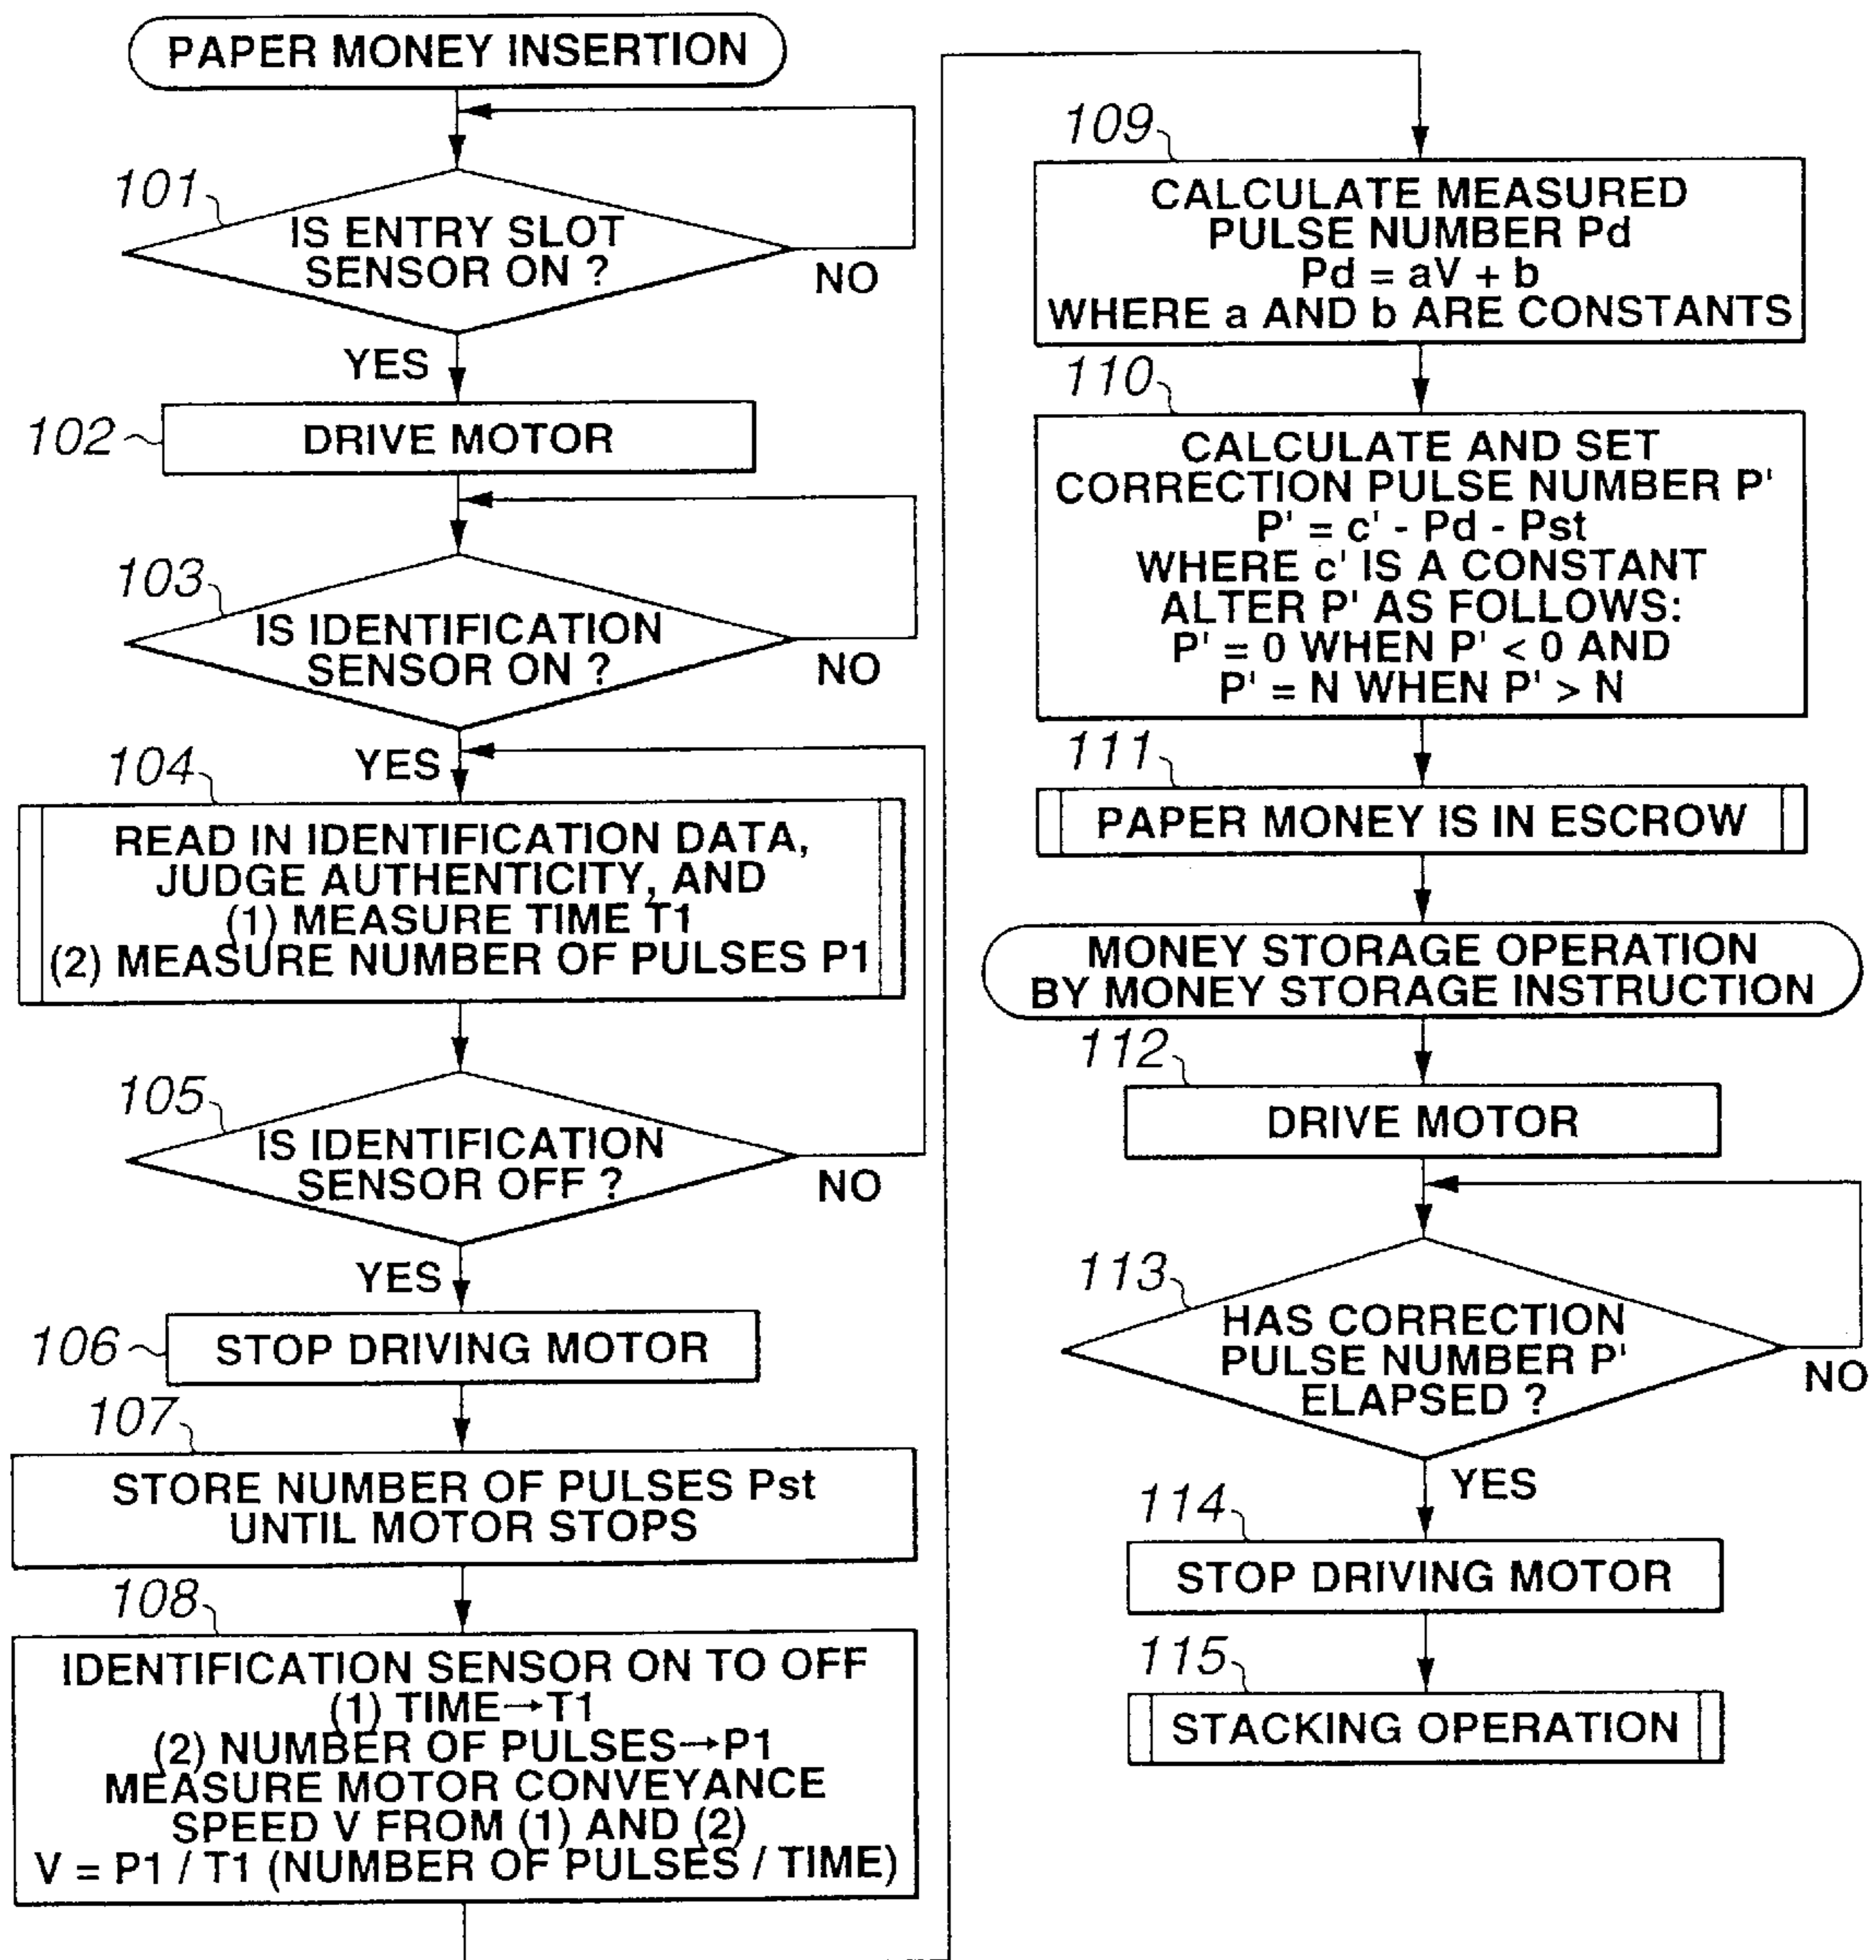 PAPER MONEY INSERTION
101
IS ENTRY SLOT
SENSOR ON ?
NO
YES
102
DRIVE MOTOR
103
IS IDENTIFICATION
SENSOR ON ?
NO
YES
104
READ IN IDENTIFICATION DATA,
JUDGE AUTHENTICITY, AND
(1) MEASURE TIME T1
(2) MEASURE NUMBER OF PULSES P1
105
IS IDENTIFICATION
SENSOR OFF ?
NO
YES
106
STOP DRIVING MOTOR
107
STORE NUMBER OF PULSES Pst
UNTIL MOTOR STOPS
108
IDENTIFICATION SENSOR ON TO OFF
(1) TIME→T1
(2) NUMBER OF PULSES→P1
MEASURE MOTOR CONVEYANCE
SPEED V FROM (1) AND (2)
V = P1 / T1 (NUMBER OF PULSES / TIME)
109
CALCULATE MEASURED
PULSE NUMBER Pd
Pd = aV + b
WHERE a AND b ARE CONSTANTS
110
CALCULATE AND SET
CORRECTION PULSE NUMBER P'
P' = c' - Pd - Pst
WHERE c' IS A CONSTANT
ALTER P' AS FOLLOWS:
P' = 0 WHEN P' < 0 AND
P' = N WHEN P' > N
111
PAPER MONEY IS IN ESCROW
MONEY STORAGE OPERATION
BY MONEY STORAGE INSTRUCTION
112
DRIVE MOTOR
113
HAS CORRECTION
PULSE NUMBER P'
ELAPSED ?
NO
YES
114
STOP DRIVING MOTOR
115
STACKING OPERATION